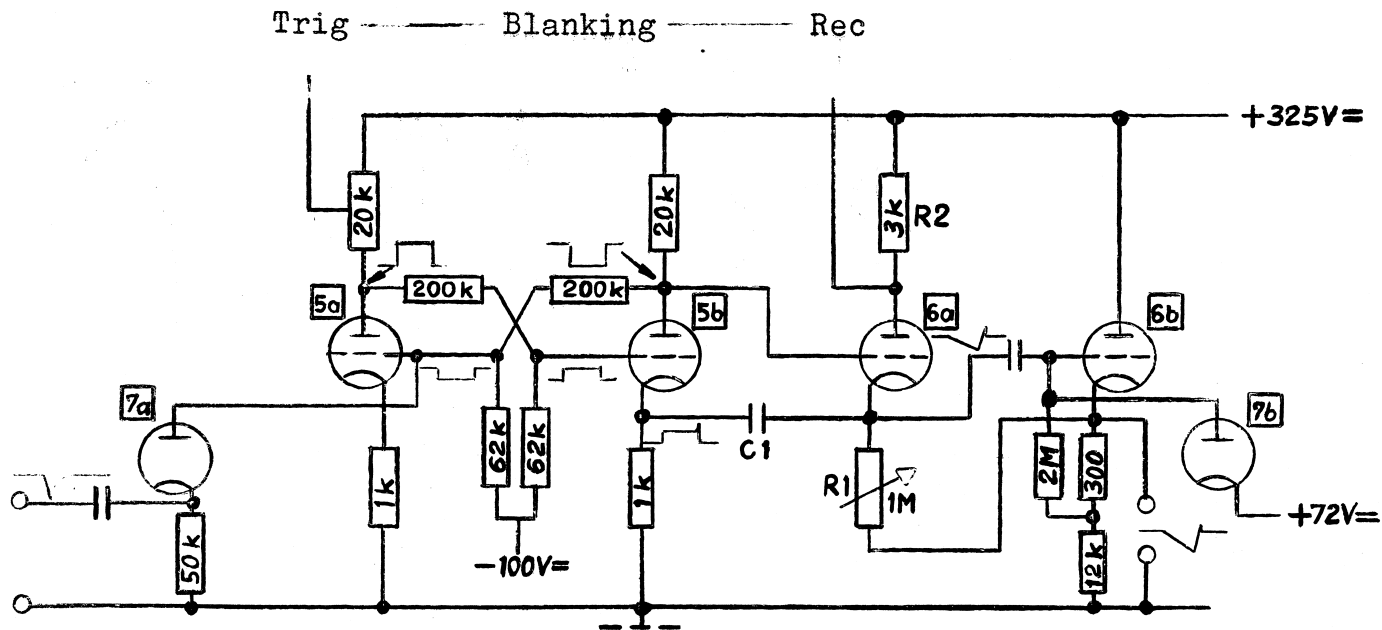 Trig Blanking Rec
+325V=
20k
20k
3k
R2
200k
200k
5a
5b
6a
6b
7a
7b
62k
62k
C1
2M
300
1k
1k
R1
1M
+72V=
50k
-100V=
12k